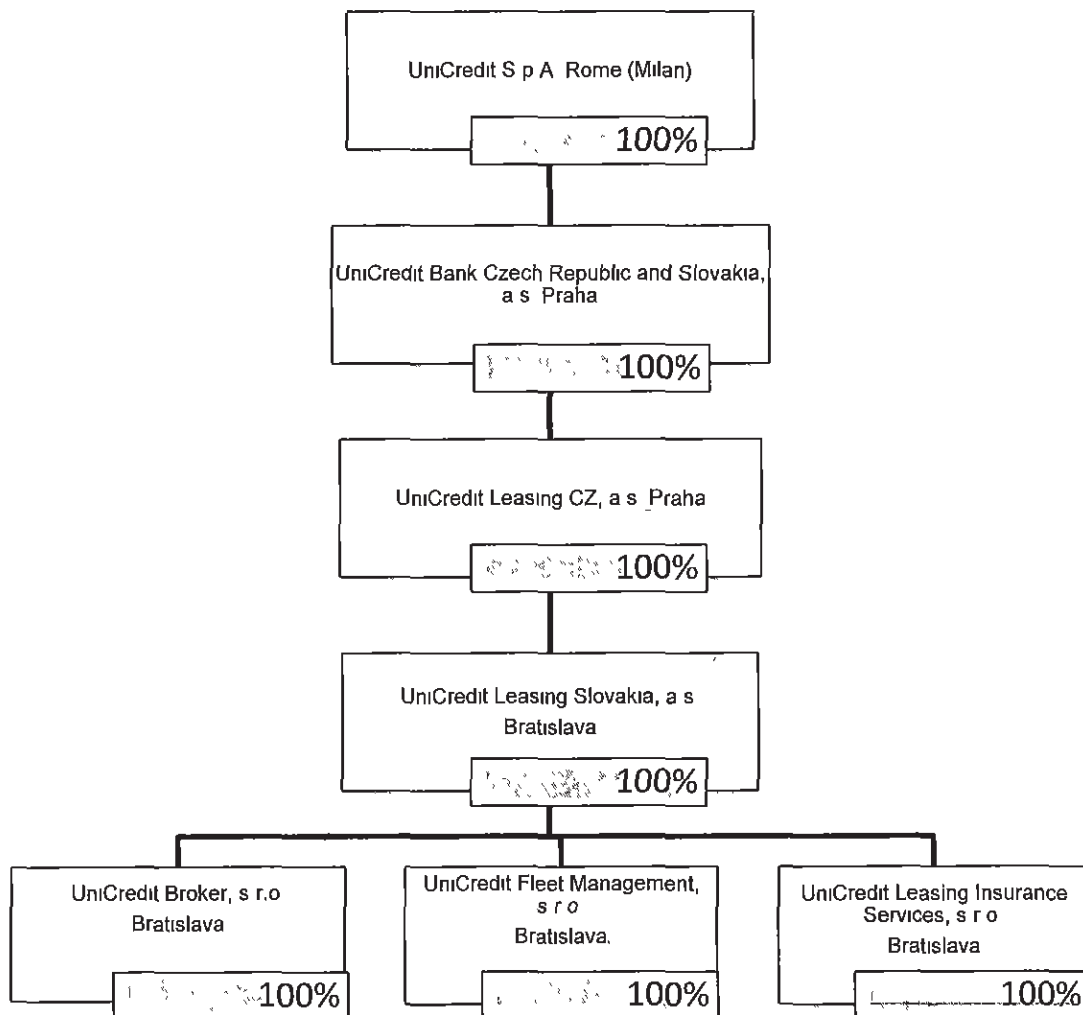 UniCredit S p A Rome (Milan)
100%
UniCredit Bank Czech Republic and Slovakia,
a s Praha
100%
UniCredit Leasing CZ, a s Praha
100%
UniCredit Leasing Slovakia, a s
Bratislava
100%
UniCredit Broker, s r.o
Bratislava
100%
UniCredit Fleet Management,
s r o
Bratislava.
100%
UniCredit Leasing Insurance
Services, s r o
Bratislava
100%